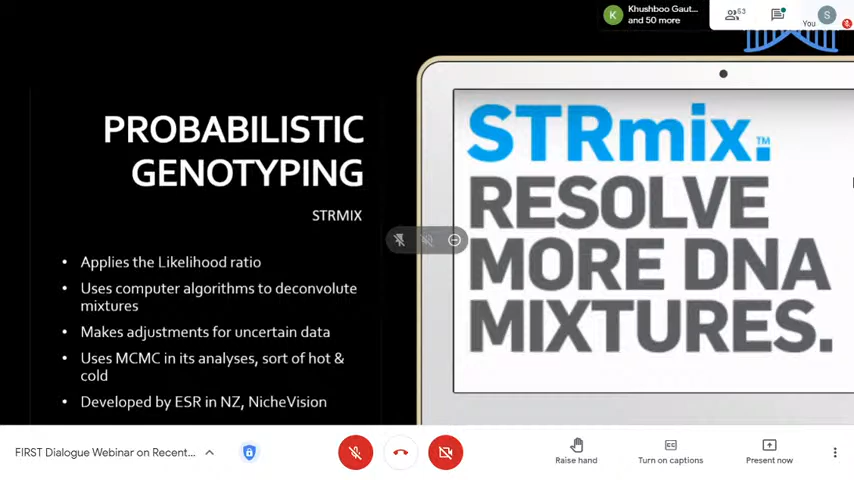 Khushboo Gaut...
and 50 more
53
You
S
K
PROBABILISTIC
GENOTYPING
STRMIX
• Applies the Likelihood ratio
• Uses computer algorithms to deconvolute
mixtures
• Makes adjustments for uncertain data
• Uses MCMC in its analyses, sort of hot &
cold
• Developed by ESR in NZ, NicheVision
STRmix.™
RESOLVE
MORE DNA
MIXTURES.
FIRST Dialogue Webinar on Recent...
Raise hand
Turn on captions
Present now